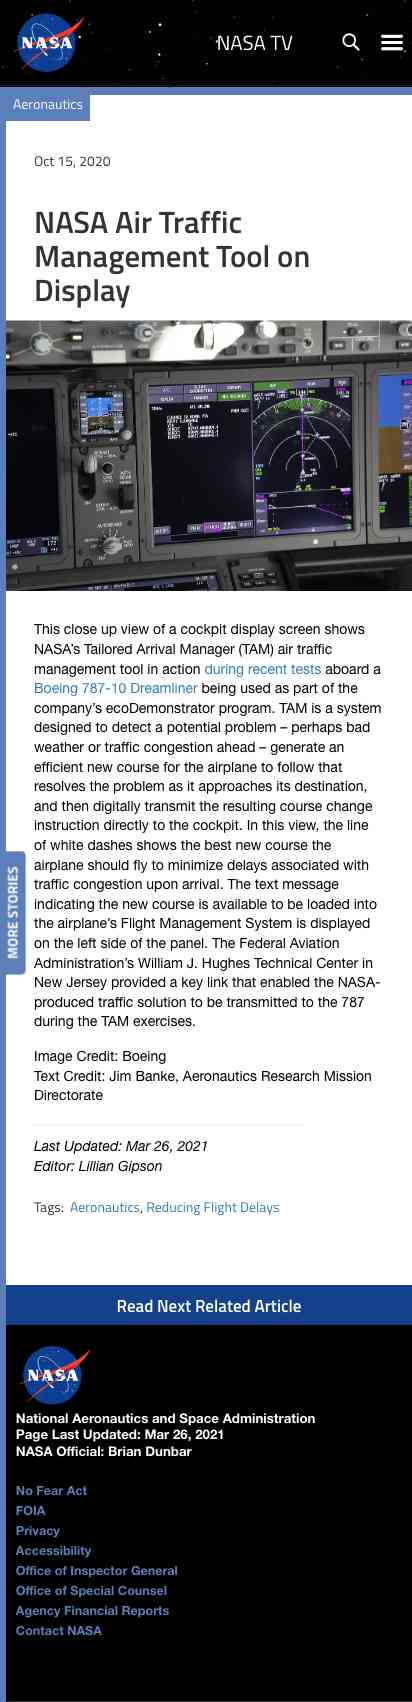 NASA
NASA TV
Aeronautics
Oct 15, 2020
NASA Air Traffic
Management Tool on
Display
This close up view of a cockpit display screen shows
NASA's Tailored Arrival Manager (TAM) air traffic
management tool in action during recent tests aboard a
Boeing 787-10 Dreamliner being used as part of the
company's ecoDemonstrator program. TAM is a system
designed to detect a potential problem – perhaps bad
weather or traffic congestion ahead – generate an
efficient new course for the airplane to follow that
resolves the problem as it approaches its destination,
and then digitally transmit the resulting course change
instruction directly to the cockpit. In this view, the line
of white dashes shows the best new course the
airplane should fly to minimize delays associated with
traffic congestion upon arrival. The text message
indicating the new course is available to be loaded into
the airplane's Flight Management System is displayed
on the left side of the panel. The Federal Aviation
Administration's William J. Hughes Technical Center in
New Jersey provided a key link that enabled the NASA-
produced traffic solution to be transmitted to the 787
during the TAM exercises.
MORE STORIES
Image Credit: Boeing
Text Credit: Jim Banke, Aeronautics Research Mission
Directorate
Last Updated: Mar 26, 2021
Editor: Lillian Gipson
Tags: Aeronautics, Reducing Flight Delays
Read Next Related Article
NASA
National Aeronautics and Space Administration
Page Last Updated: Mar 26, 2021
NASA Official: Brian Dunbar
No Fear Act
FOIA
Privacy
Accessibility
Office of Inspector General
Office of Special Counsel
Agency Financial Reports
Contact NASA